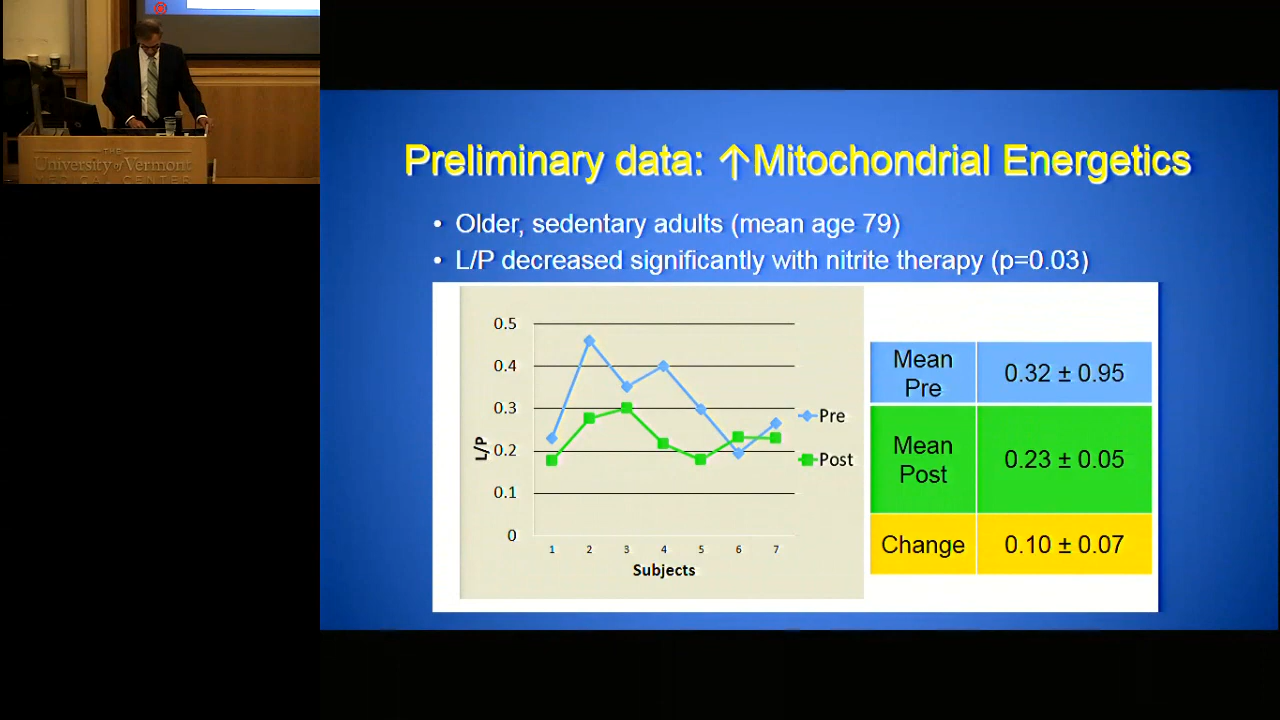 THE
University of Vermont
MEDICAL CENTER
Preliminary data: ↑Mitochondrial Energetics
• Older, sedentary adults (mean age 79)
• L/P decreased significantly with nitrite therapy (p=0.03)
0.5
0.4
0.3
0.2
0.1
0
L/P
1 2 3 4 5 6 7
Subjects
Pre
Post
Mean Pre 0.32 ± 0.95
Mean Post 0.23 ± 0.05
Change 0.10 ± 0.07